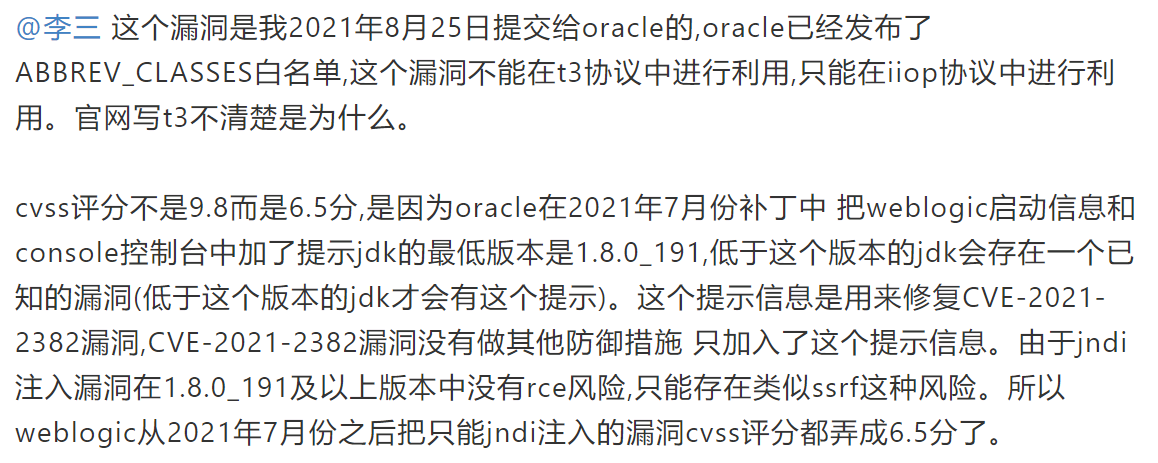 @李三 这个漏洞是我2021年8月25日提交给oracle的,oracle已经发布了
ABBREV_CLASSES白名单,这个漏洞不能在t3协议中进行利用,只能在iiop协议中进行利
用。官网写t3不清楚是为什么。
cvss评分不是9.8而是6.5分,是因为oracle在2021年7月份补丁中 把weblogic启动信息和
console控制台中加了提示jdk的最低版本是1.8.0_191,低于这个版本的jdk会存在一个已
知的漏洞(低于这个版本的jdk才会有这个提示)。这个提示信息是用来修复CVE-2021-
2382漏洞,CVE-2021-2382漏洞没有做其他防御措施 只加入了这个提示信息。由于jndi
注入漏洞在1.8.0_191及以上版本中没有rce风险,只能存在类似ssrf这种风险。所以
weblogic从2021年7月份之后把只能jndi注入的漏洞cvss评分都弄成6.5分了。